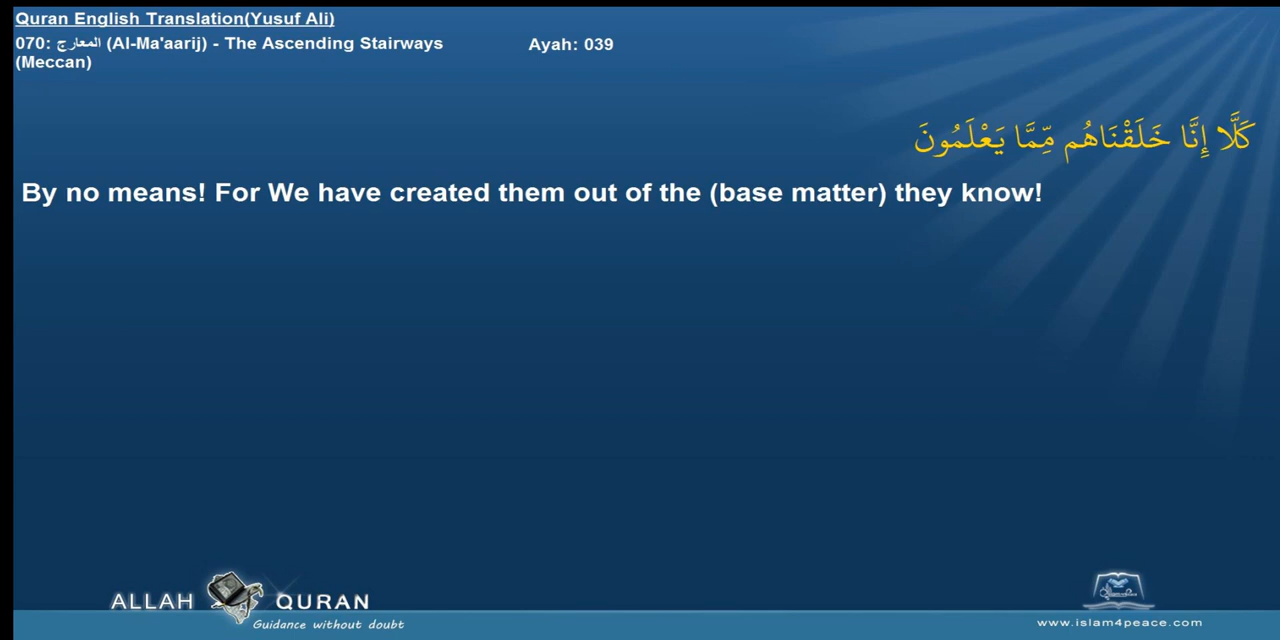 Quran English Translation(Yusuf Ali)
070: المعارج (Al-Ma'aarij) - The Ascending Stairways
(Meccan)
Ayah: 039
كَلَّا إِنَّا خَلَقْنَاهُم مِّمَّا يَعْلَمُونَ
By no means! For We have created them out of the (base matter) they know!
ALLAH QURAN
Guidance without doubt
www.islam4peace.com